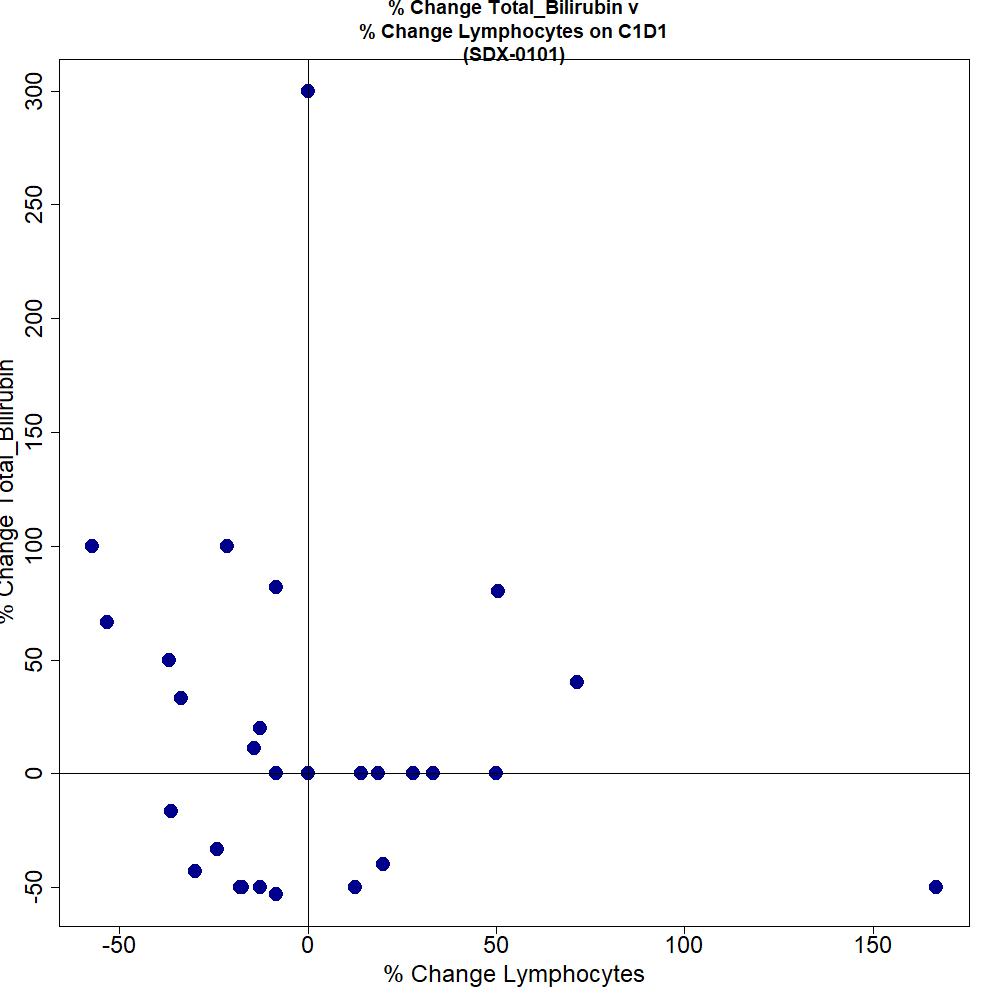 % Change Total_Bilirubin v
% Change Lymphocytes on C1D1
(SDX-0101)
% Change Total_Bilirubin
300
250
200
150
100
50
0
-50
-50
0
50
100
150
% Change Lymphocytes